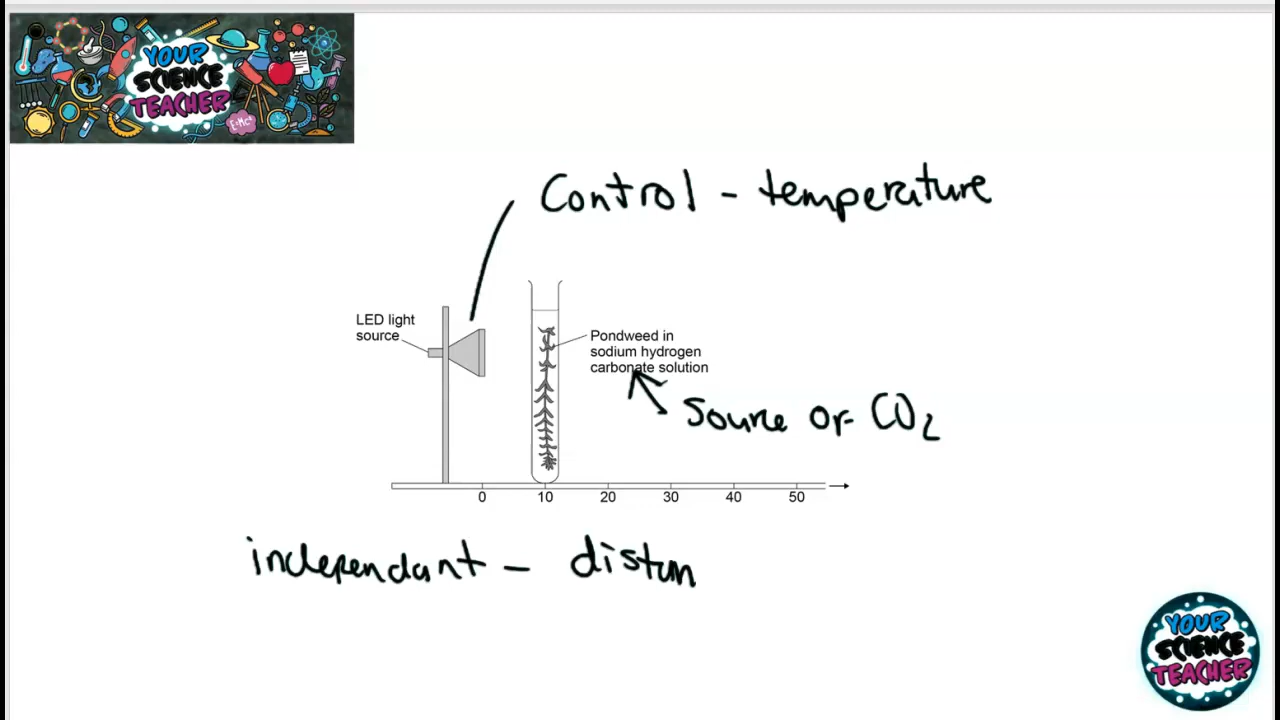 YOUR
SCIENCE
TEACHER
E=MC²
Control - temperature
LED light
source
Pondweed in
sodium hydrogen
carbonate solution
Source of CO2
0 10 20 30 40 50
independant - distan
YOUR
SCIENCE
TEACHER